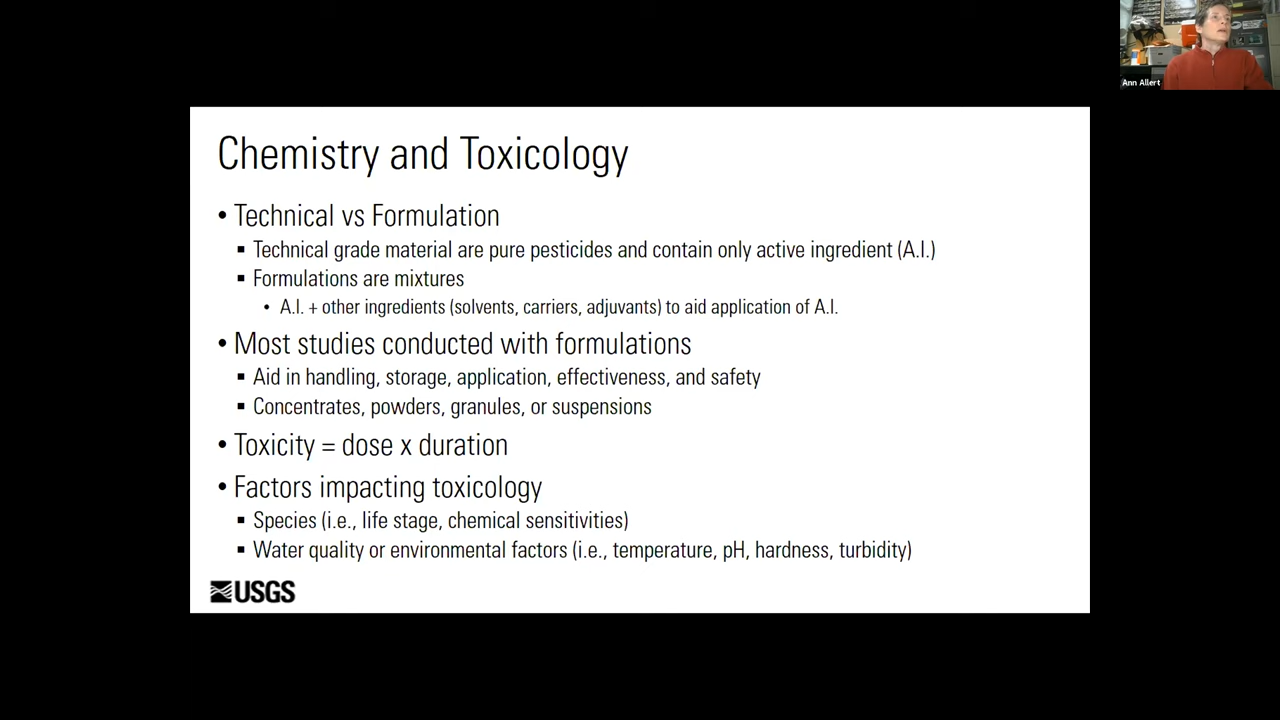 Ann Allert
Chemistry and Toxicology
• Technical vs Formulation
▪ Technical grade material are pure pesticides and contain only active ingredient (A.I.)
▪ Formulations are mixtures
• A.I. + other ingredients (solvents, carriers, adjuvants) to aid application of A.I.
• Most studies conducted with formulations
▪ Aid in handling, storage, application, effectiveness, and safety
▪ Concentrates, powders, granules, or suspensions
• Toxicity = dose x duration
• Factors impacting toxicology
▪ Species (i.e., life stage, chemical sensitivities)
▪ Water quality or environmental factors (i.e., temperature, pH, hardness, turbidity)
USGS